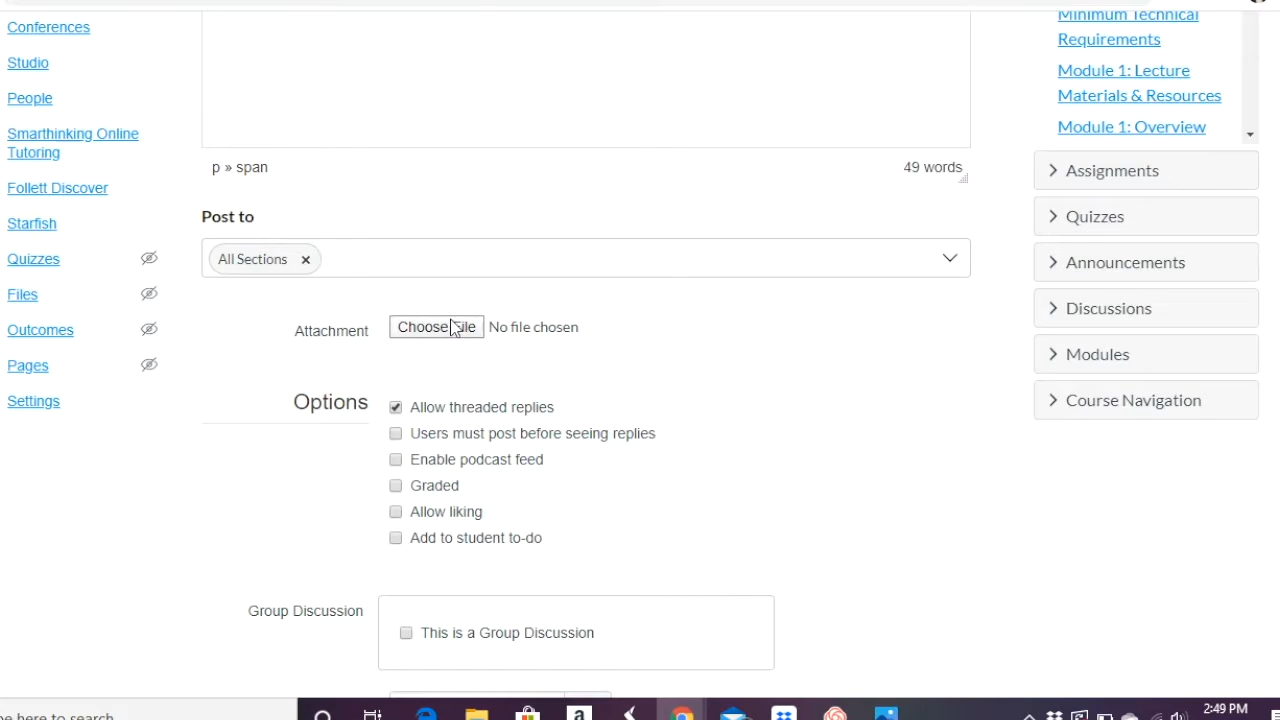 Conferences
Studio
People
Smarthinking Online
Tutoring
Follett Discover
Starfish
Quizzes
Files
Outcomes
Pages
Settings
p » span
49 words
Post to
All Sections ×
Attachment
Choose File No file chosen
Options
Allow threaded replies
Users must post before seeing replies
Enable podcast feed
Graded
Allow liking
Add to student to-do
Group Discussion
This is a Group Discussion
Minimum Technical
Requirements
Module 1: Lecture
Materials & Resources
Module 1: Overview
Assignments
Quizzes
Announcements
Discussions
Modules
Course Navigation
pe here to search
2:49 PM